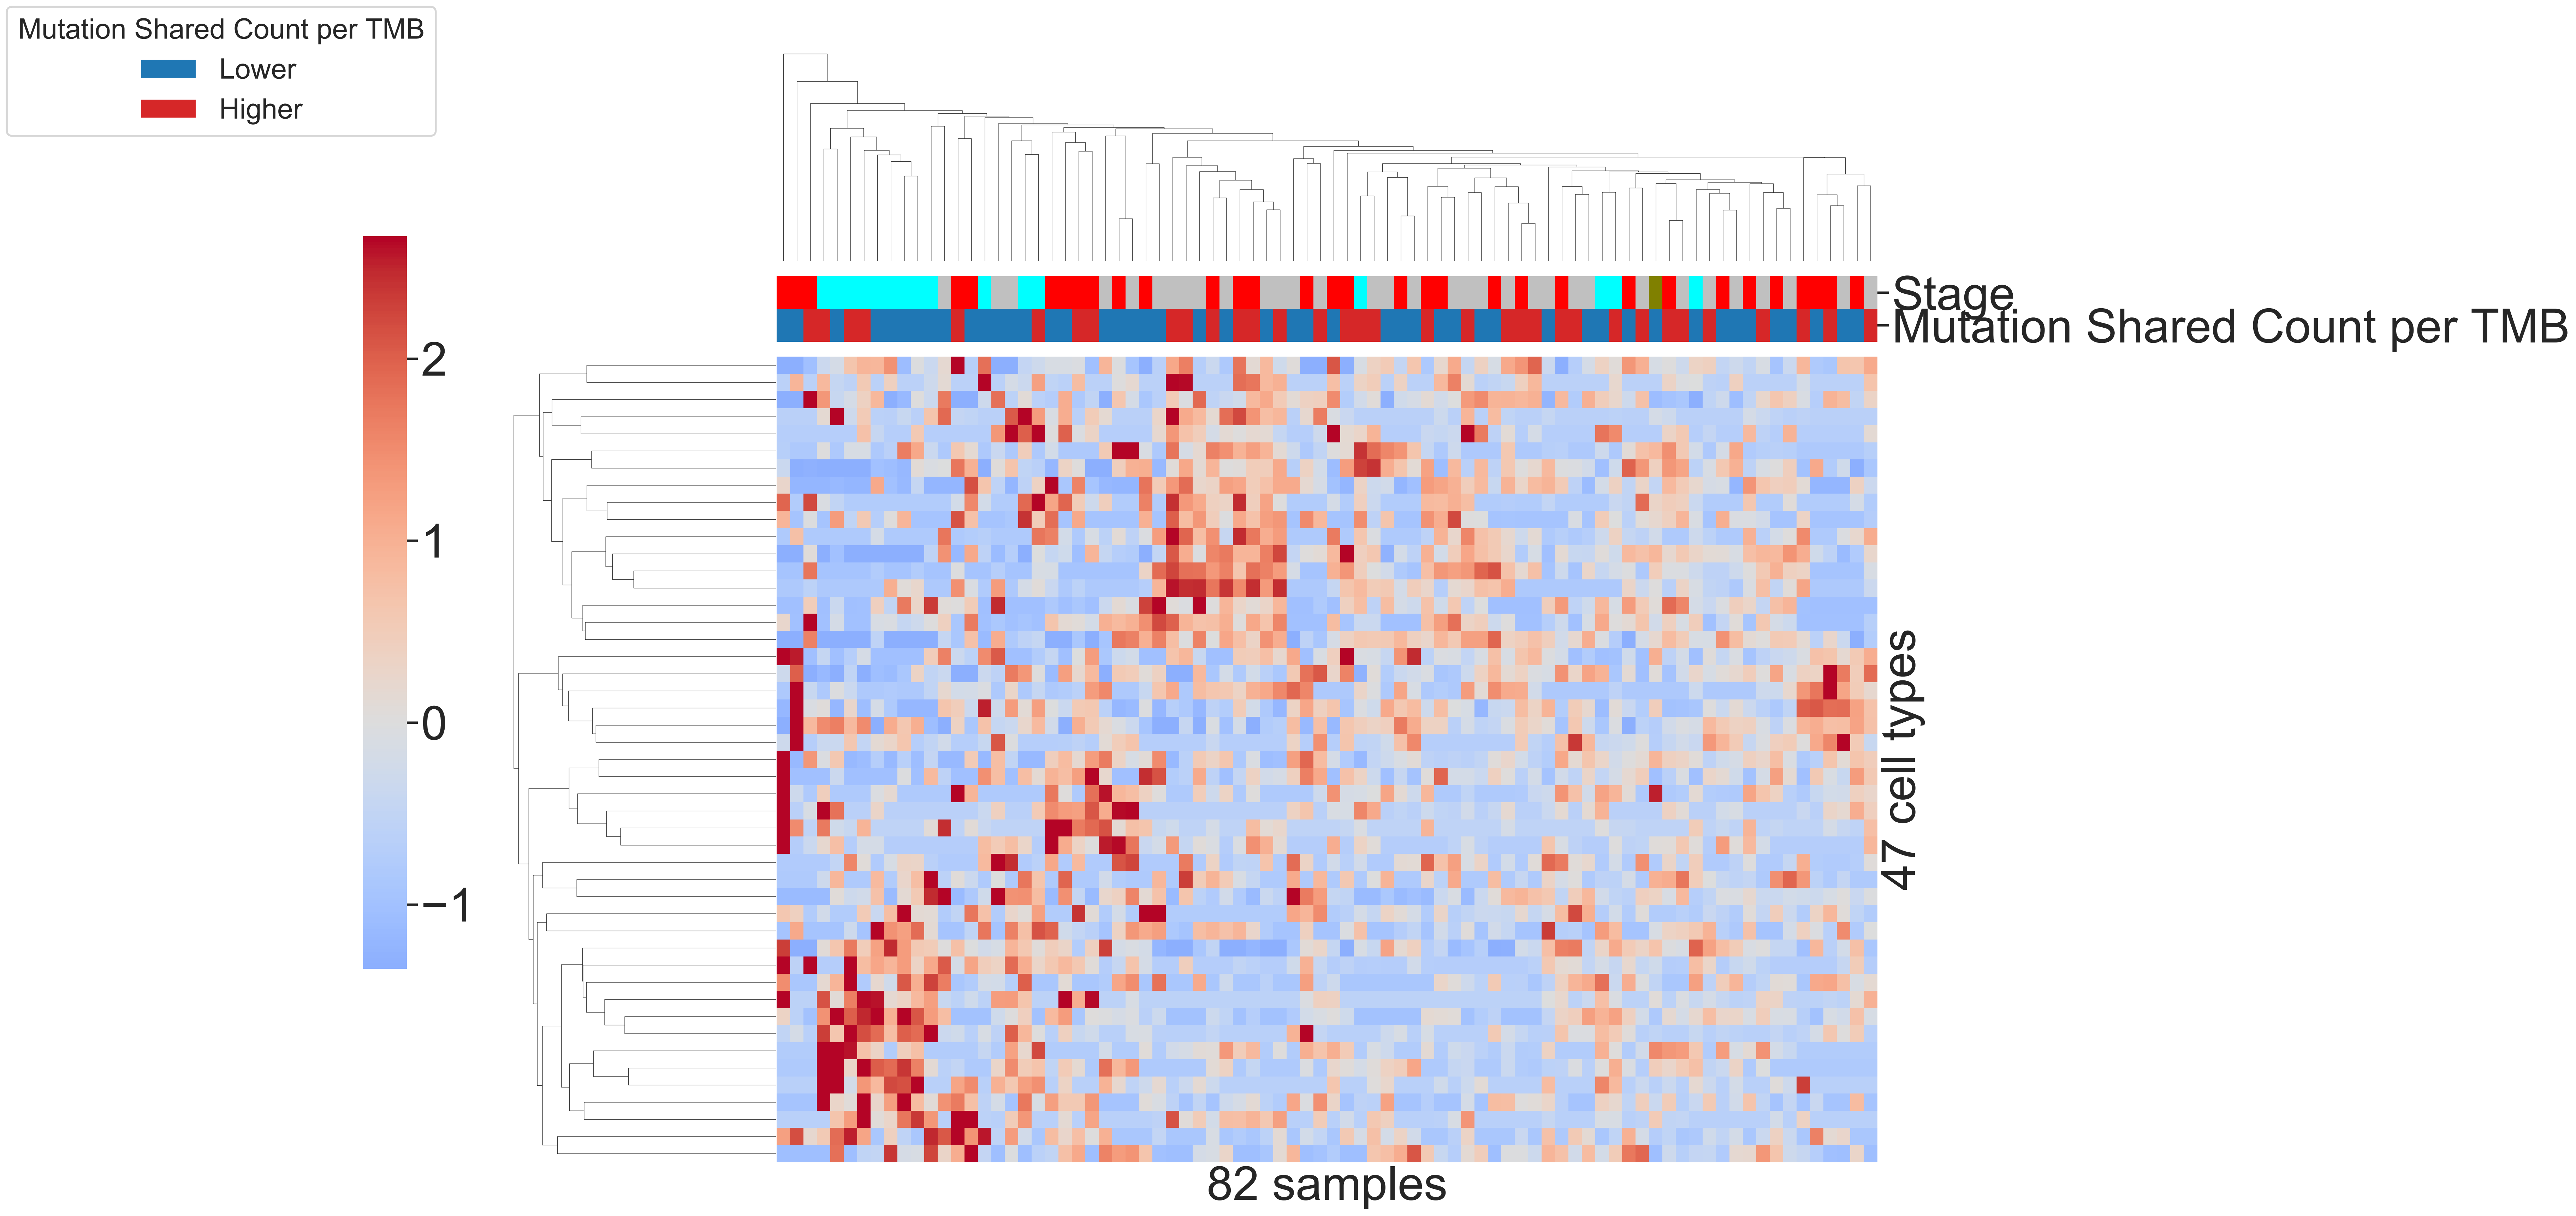 Mutation Shared Count per TMB
Lower
Higher
Stage
Mutation Shared Count per TMB
2
1
0
−1
47 cell types
82 samples